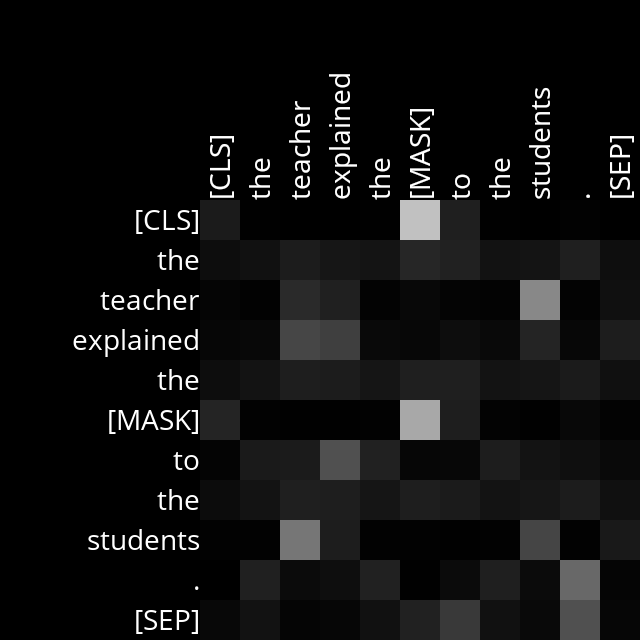 [CLS] the teacher explained the [MASK] to the students . [SEP]
[CLS]
the
teacher
explained
the
[MASK]
to
the
students
.
[SEP]